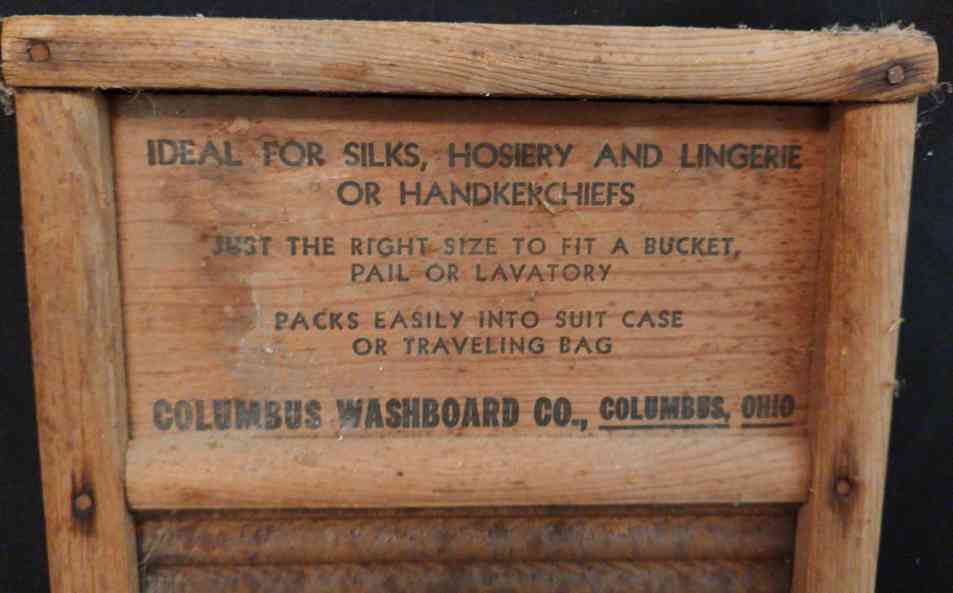 IDEAL FOR SILKS, HOSIERY AND LINGERIE
OR HANDKERCHIEFS
JUST THE RIGHT SIZE TO FIT A BUCKET,
PAIL OR LAVATORY
PACKS EASILY INTO SUIT CASE
OR TRAVELING BAG
COLUMBUS WASHBOARD CO., COLUMBUS, OHIO